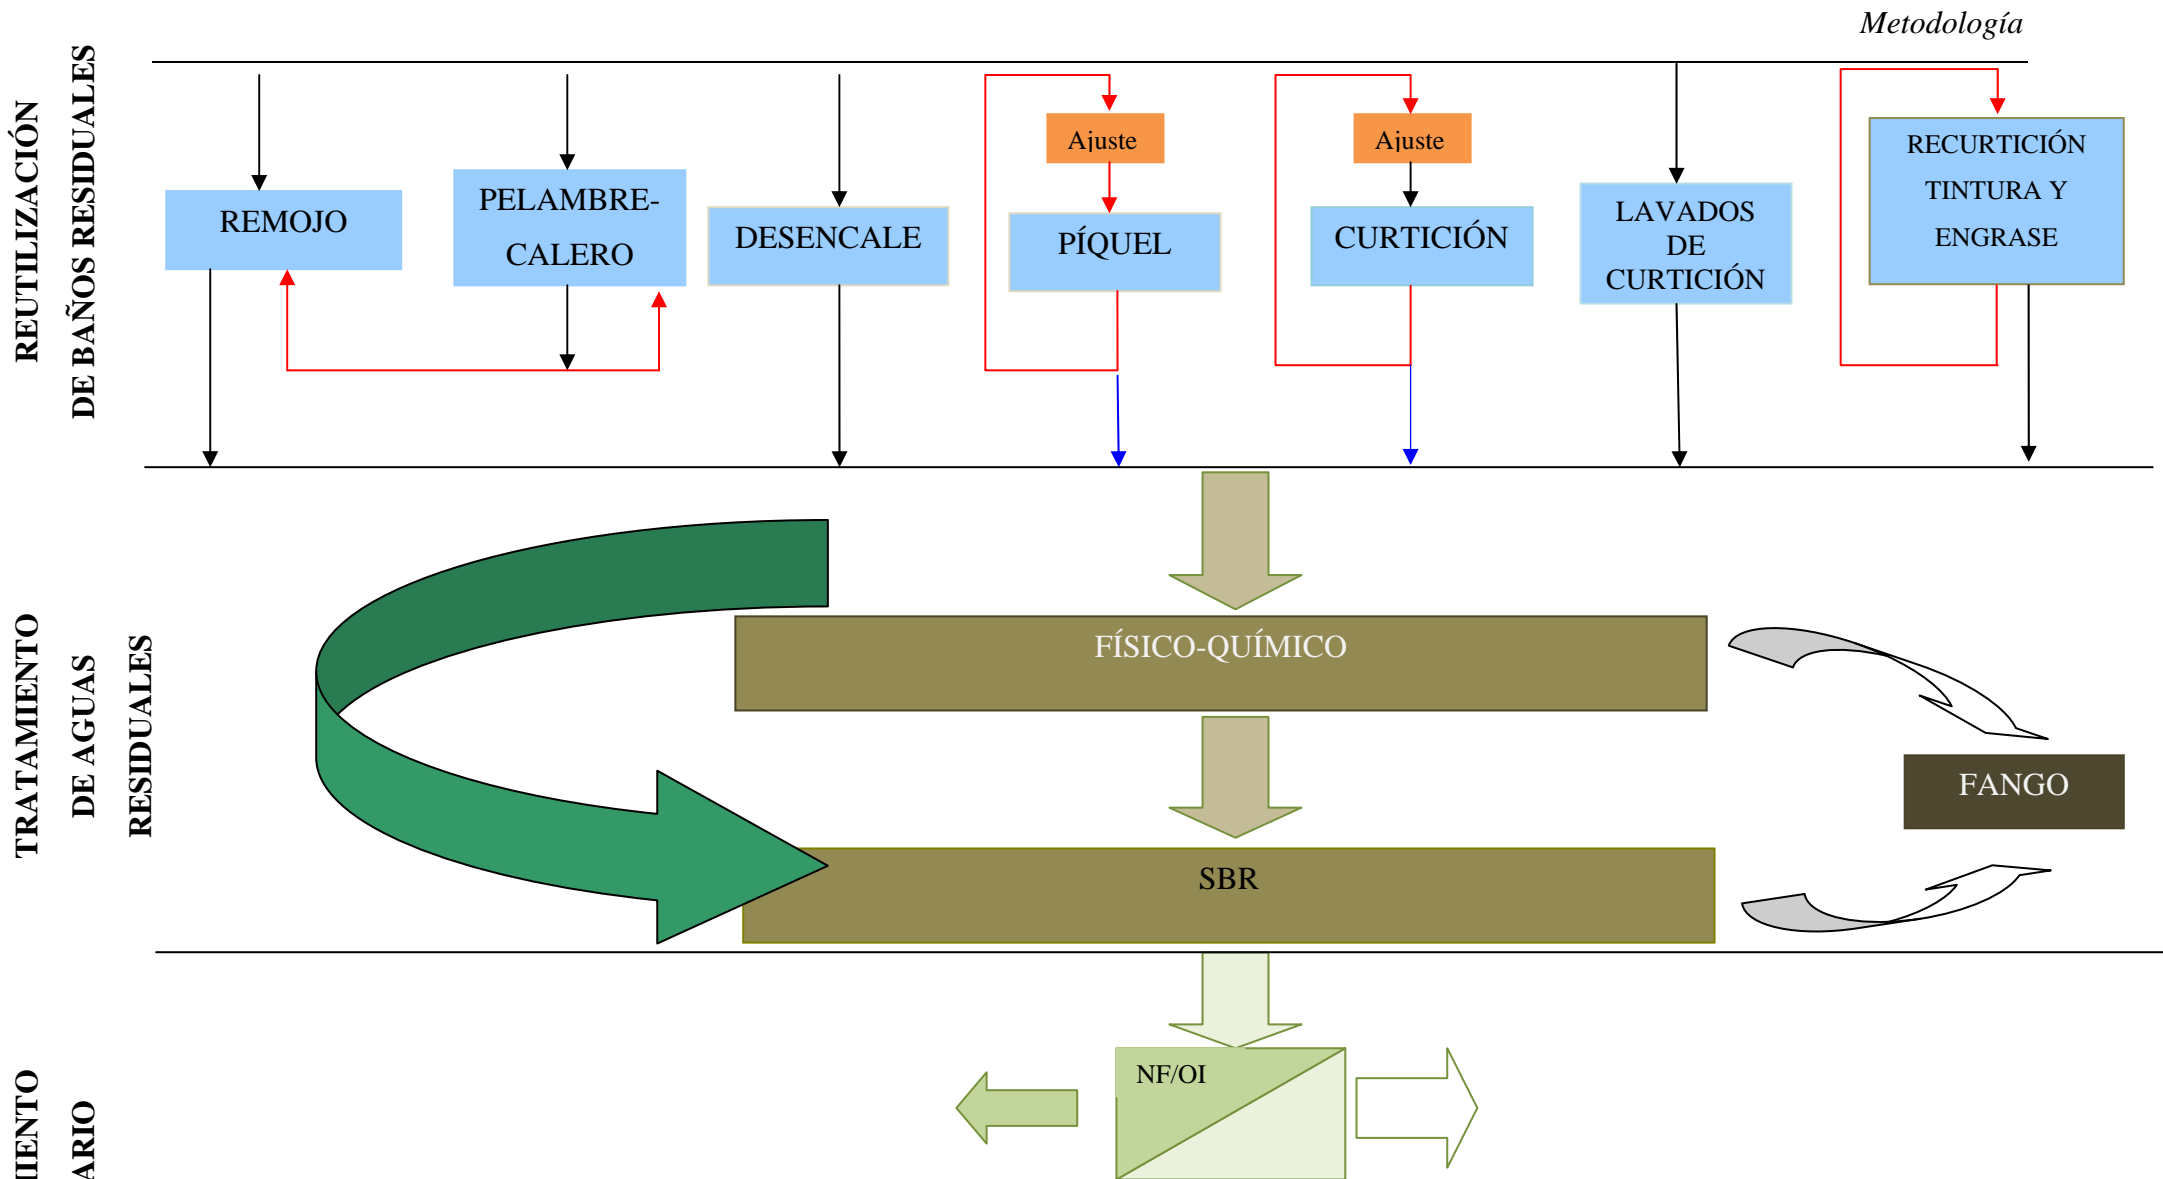 Metodología
REUTILIZACIÓN
DE BAÑOS RESIDUALES
Ajuste
Ajuste
REMOJO
PELAMBRE-
CALERO
DESENCALE
PÍQUEL
CURTICIÓN
LAVADOS
DE
CURTICIÓN
RECURTICIÓN
TINTURA Y
ENGRASE
TRATAMIENTO
DE AGUAS
RESIDUALES
FÍSICO-QUÍMICO
FANGO
SBR
NF/OI